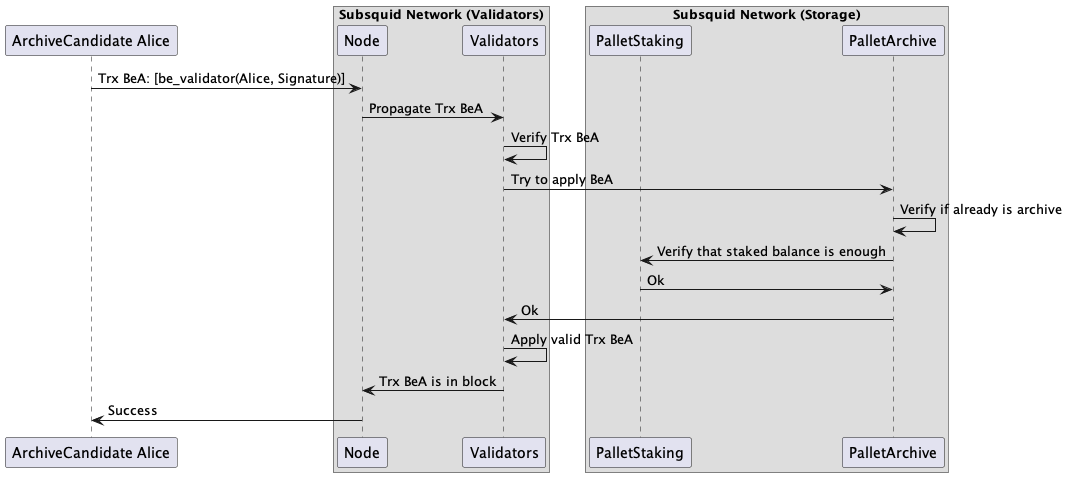 Subsquid Network (Validators)
Subsquid Network (Storage)
ArchiveCandidate Alice
Node
Validators
PalletStaking
PalletArchive
Trx BeA: [be_validator(Alice, Signature)]
Propagate Trx BeA
Verify Trx BeA
Try to apply BeA
Verify if already is archive
Verify that staked balance is enough
Ok
Ok
Apply valid Trx BeA
Trx BeA is in block
Success
ArchiveCandidate Alice
Node
Validators
PalletStaking
PalletArchive